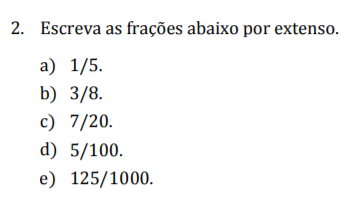 2. Escreva as frações abaixo por extenso.
a) 1/5.
b) 3/8.
c) 7/20.
d) 5/100.
e) 125/1000.